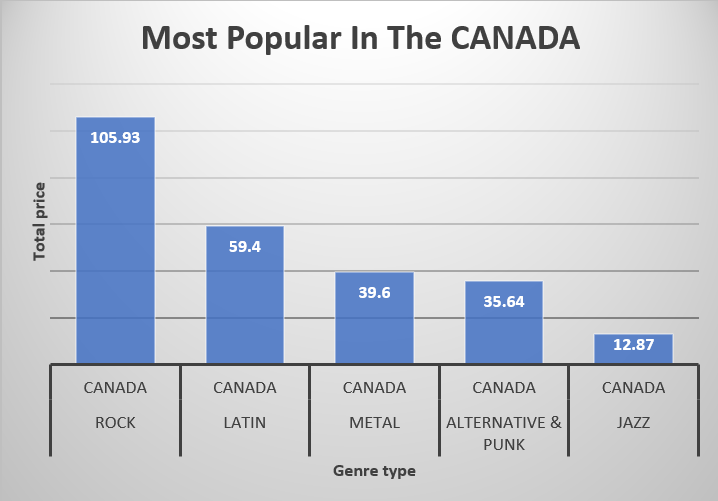 Most Popular In The CANADA
Total price
105.93
59.4
39.6
35.64
12.87
CANADA CANADA CANADA CANADA CANADA
ROCK LATIN METAL ALTERNATIVE & JAZZ
PUNK
Genre type